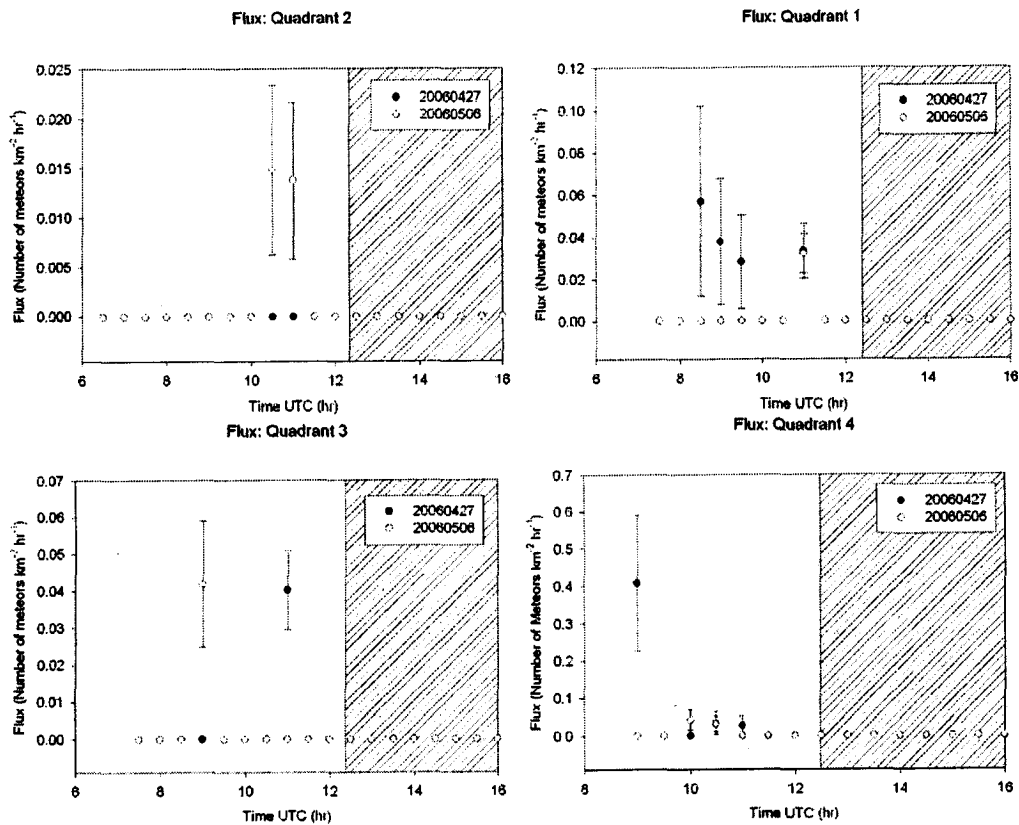 Flux: Quadrant 2
Flux (Number of meteors km⁻² hr⁻¹)
0.025
0.020
0.015
0.010
0.005
0.000
20060427
20060506
6 8 10 12 14 16
Time UTC (hr)
Flux: Quadrant 1
Flux (Number of meteors km⁻² hr⁻¹)
0.12
0.10
0.08
0.06
0.04
0.02
0.00
20060427
20060506
6 8 10 12 14 16
Time UTC (hr)
Flux: Quadrant 3
Flux (Number of meteors km⁻² hr⁻¹)
0.07
0.06
0.05
0.04
0.03
0.02
0.01
0.00
20060427
20060506
6 8 10 12 14 16
Time UTC (hr)
Flux: Quadrant 4
Flux (Number of Meteors km⁻² hr⁻¹)
0.7
0.6
0.5
0.4
0.3
0.2
0.1
0.0
20060427
20060506
8 10 12 14 16
Time UTC (hr)